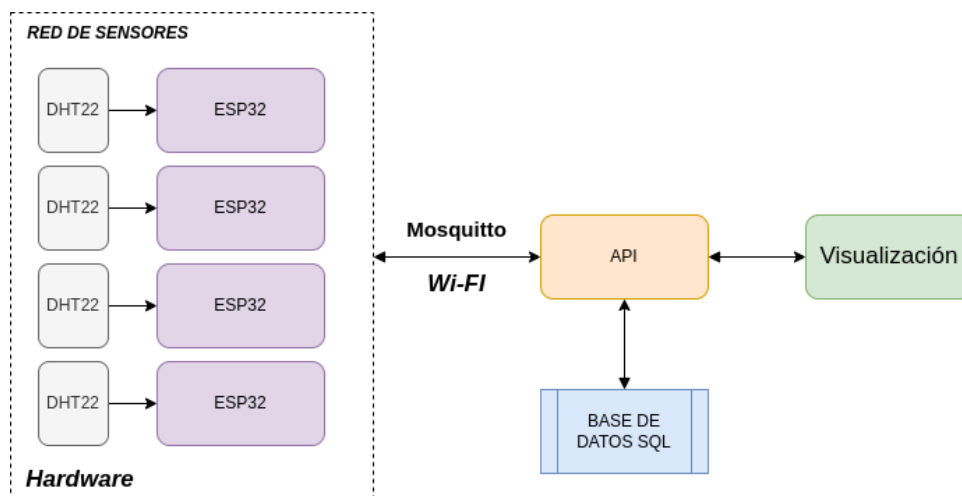 RED DE SENSORES
DHT22
ESP32
DHT22
ESP32
DHT22
ESP32
DHT22
ESP32
Hardware
Mosquitto
Wi-FI
API
Visualización
BASE DE
DATOS SQL